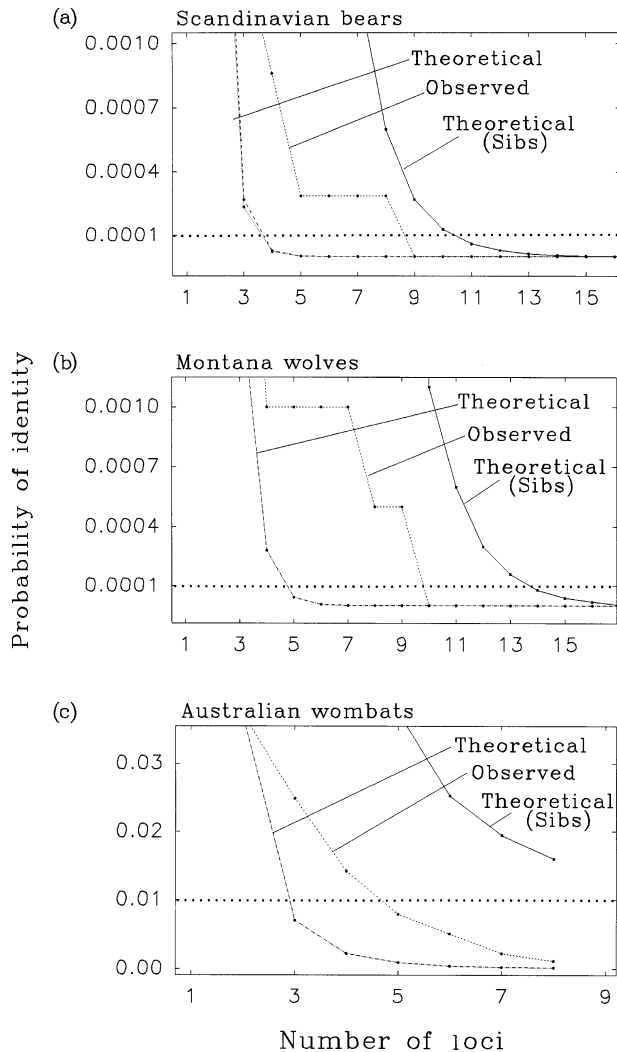 (a) Scandinavian bears
0.0010
0.0007
0.0004
0.0001
Theoretical
Observed
Theoretical
(Sibs)
1 3 5 7 9 11 13 15
(b) Montana wolves
0.0010
0.0007
0.0004
0.0001
Theoretical
Observed
Theoretical
(Sibs)
1 3 5 7 9 11 13 15
Probability of identity
(c) Australian wombats
0.03
0.02
0.01
0.00
Theoretical
Observed
Theoretical
(Sibs)
1 3 5 7 9
Number of loci